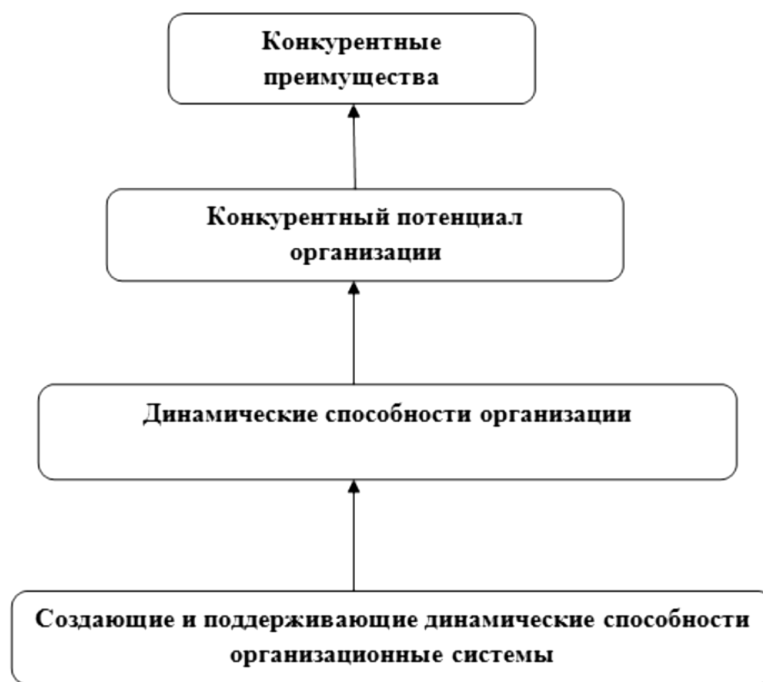 Конкурентные
преимущества
Конкурентный потенциал
организации
Динамические способности организации
Создающие и поддерживающие динамические способности
организационные системы